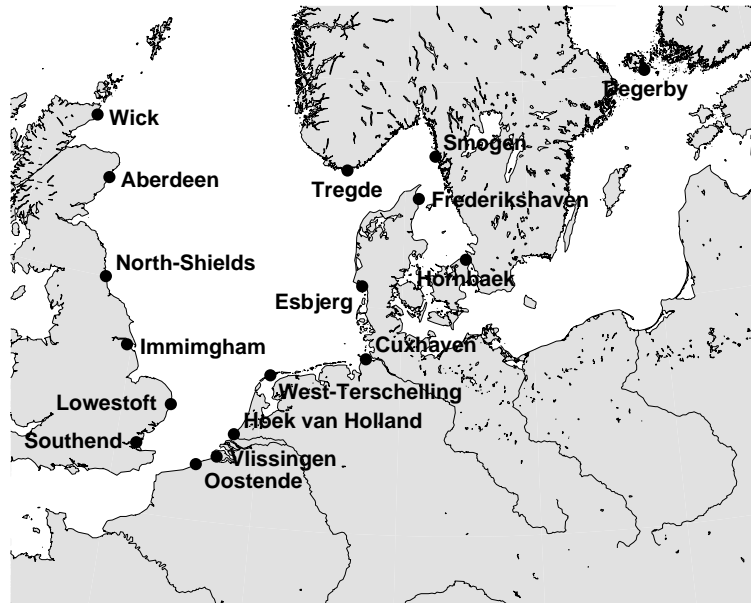 Degerby
Wick
Smogen
Aberdeen
Tregde
Frederikshaven
North-Shields
Hornbaek
Esbjerg
Immimgham
Cuxhaven
West-Terschelling
Lowestoft
Hoek van Holland
Southend
Vlissingen
Oostende